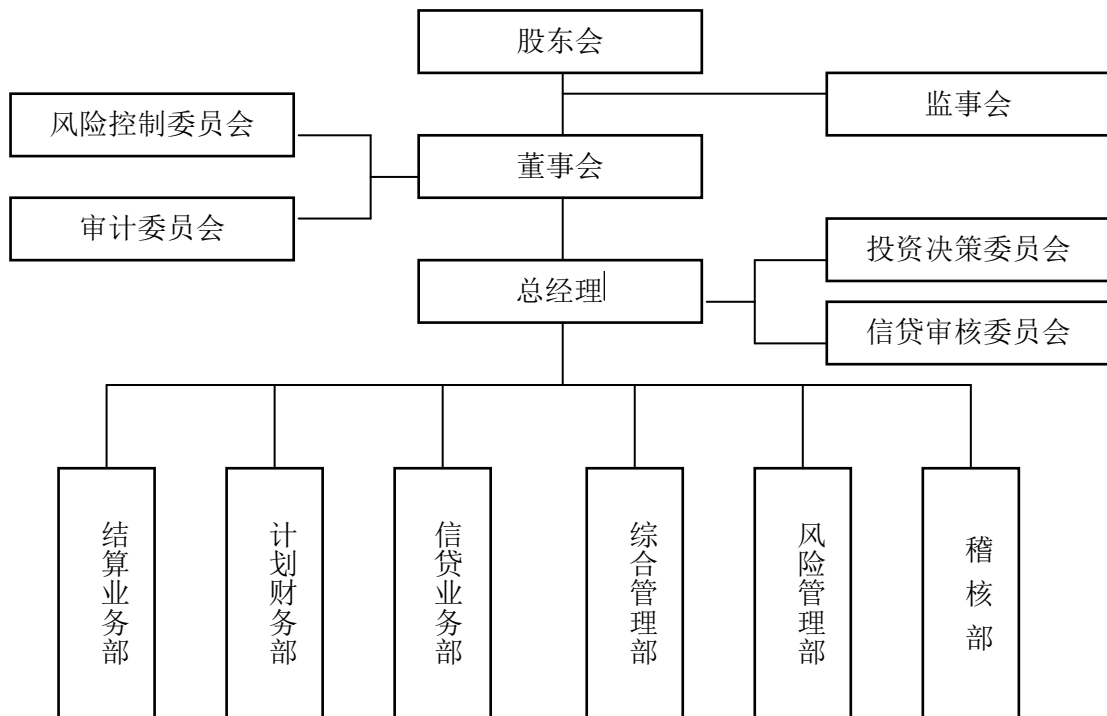 股东会
监事会
风险控制委员会
董事会
审计委员会
投资决策委员会
总经理
信贷审核委员会
结算业务部
计划财务部
信贷业务部
综合管理部
风险管理部
稽核部